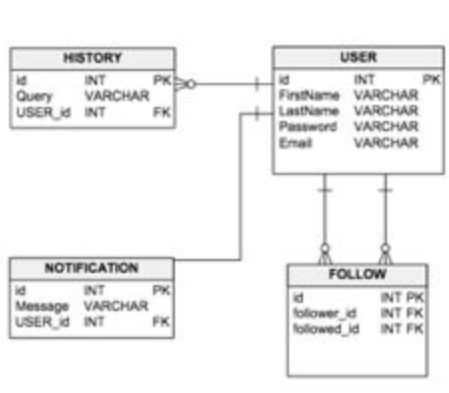 HISTORY
id INT PK
Query VARCHAR
USER_id INT FK
USER
id INT PK
FirstName VARCHAR
LastName VARCHAR
Password VARCHAR
Email VARCHAR
NOTIFICATION
id INT PK
Message VARCHAR
USER_id INT FK
FOLLOW
id INT PK
follower_id INT FK
followed_id INT FK